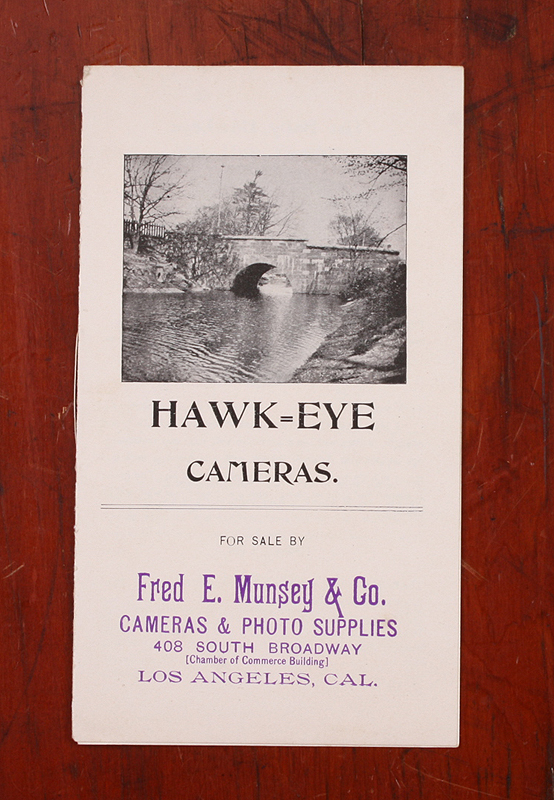 HAWK=EYE
CAMERAS.
FOR SALE BY
Fred E. Munsey & Co.
CAMERAS & PHOTO SUPPLIES
408 SOUTH BROADWAY
[Chamber of Commerce Building]
LOS ANGELES, CAL.